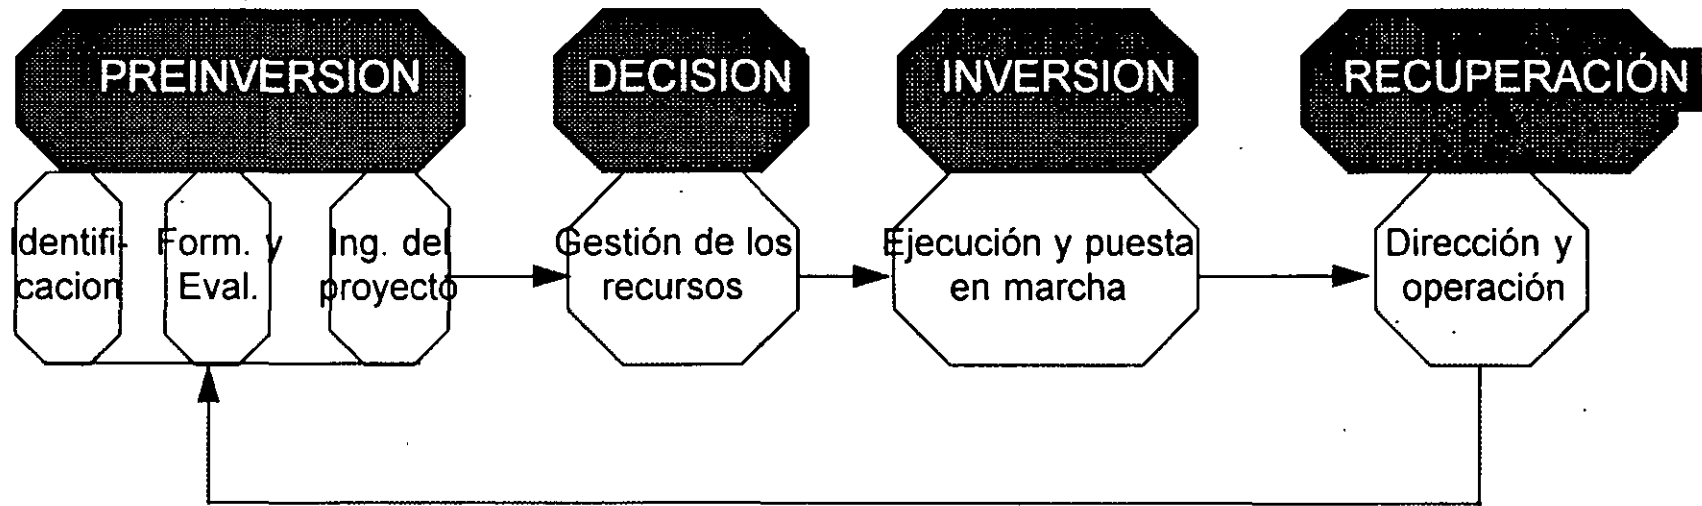 PREINVERSION
DECISION
INVERSION
RECUPERACIÓN
Identifi-
cacion
Form. y
Eval.
Ing. del
proyecto
Gestión de los
recursos
Ejecución y puesta
en marcha
Dirección y
operación